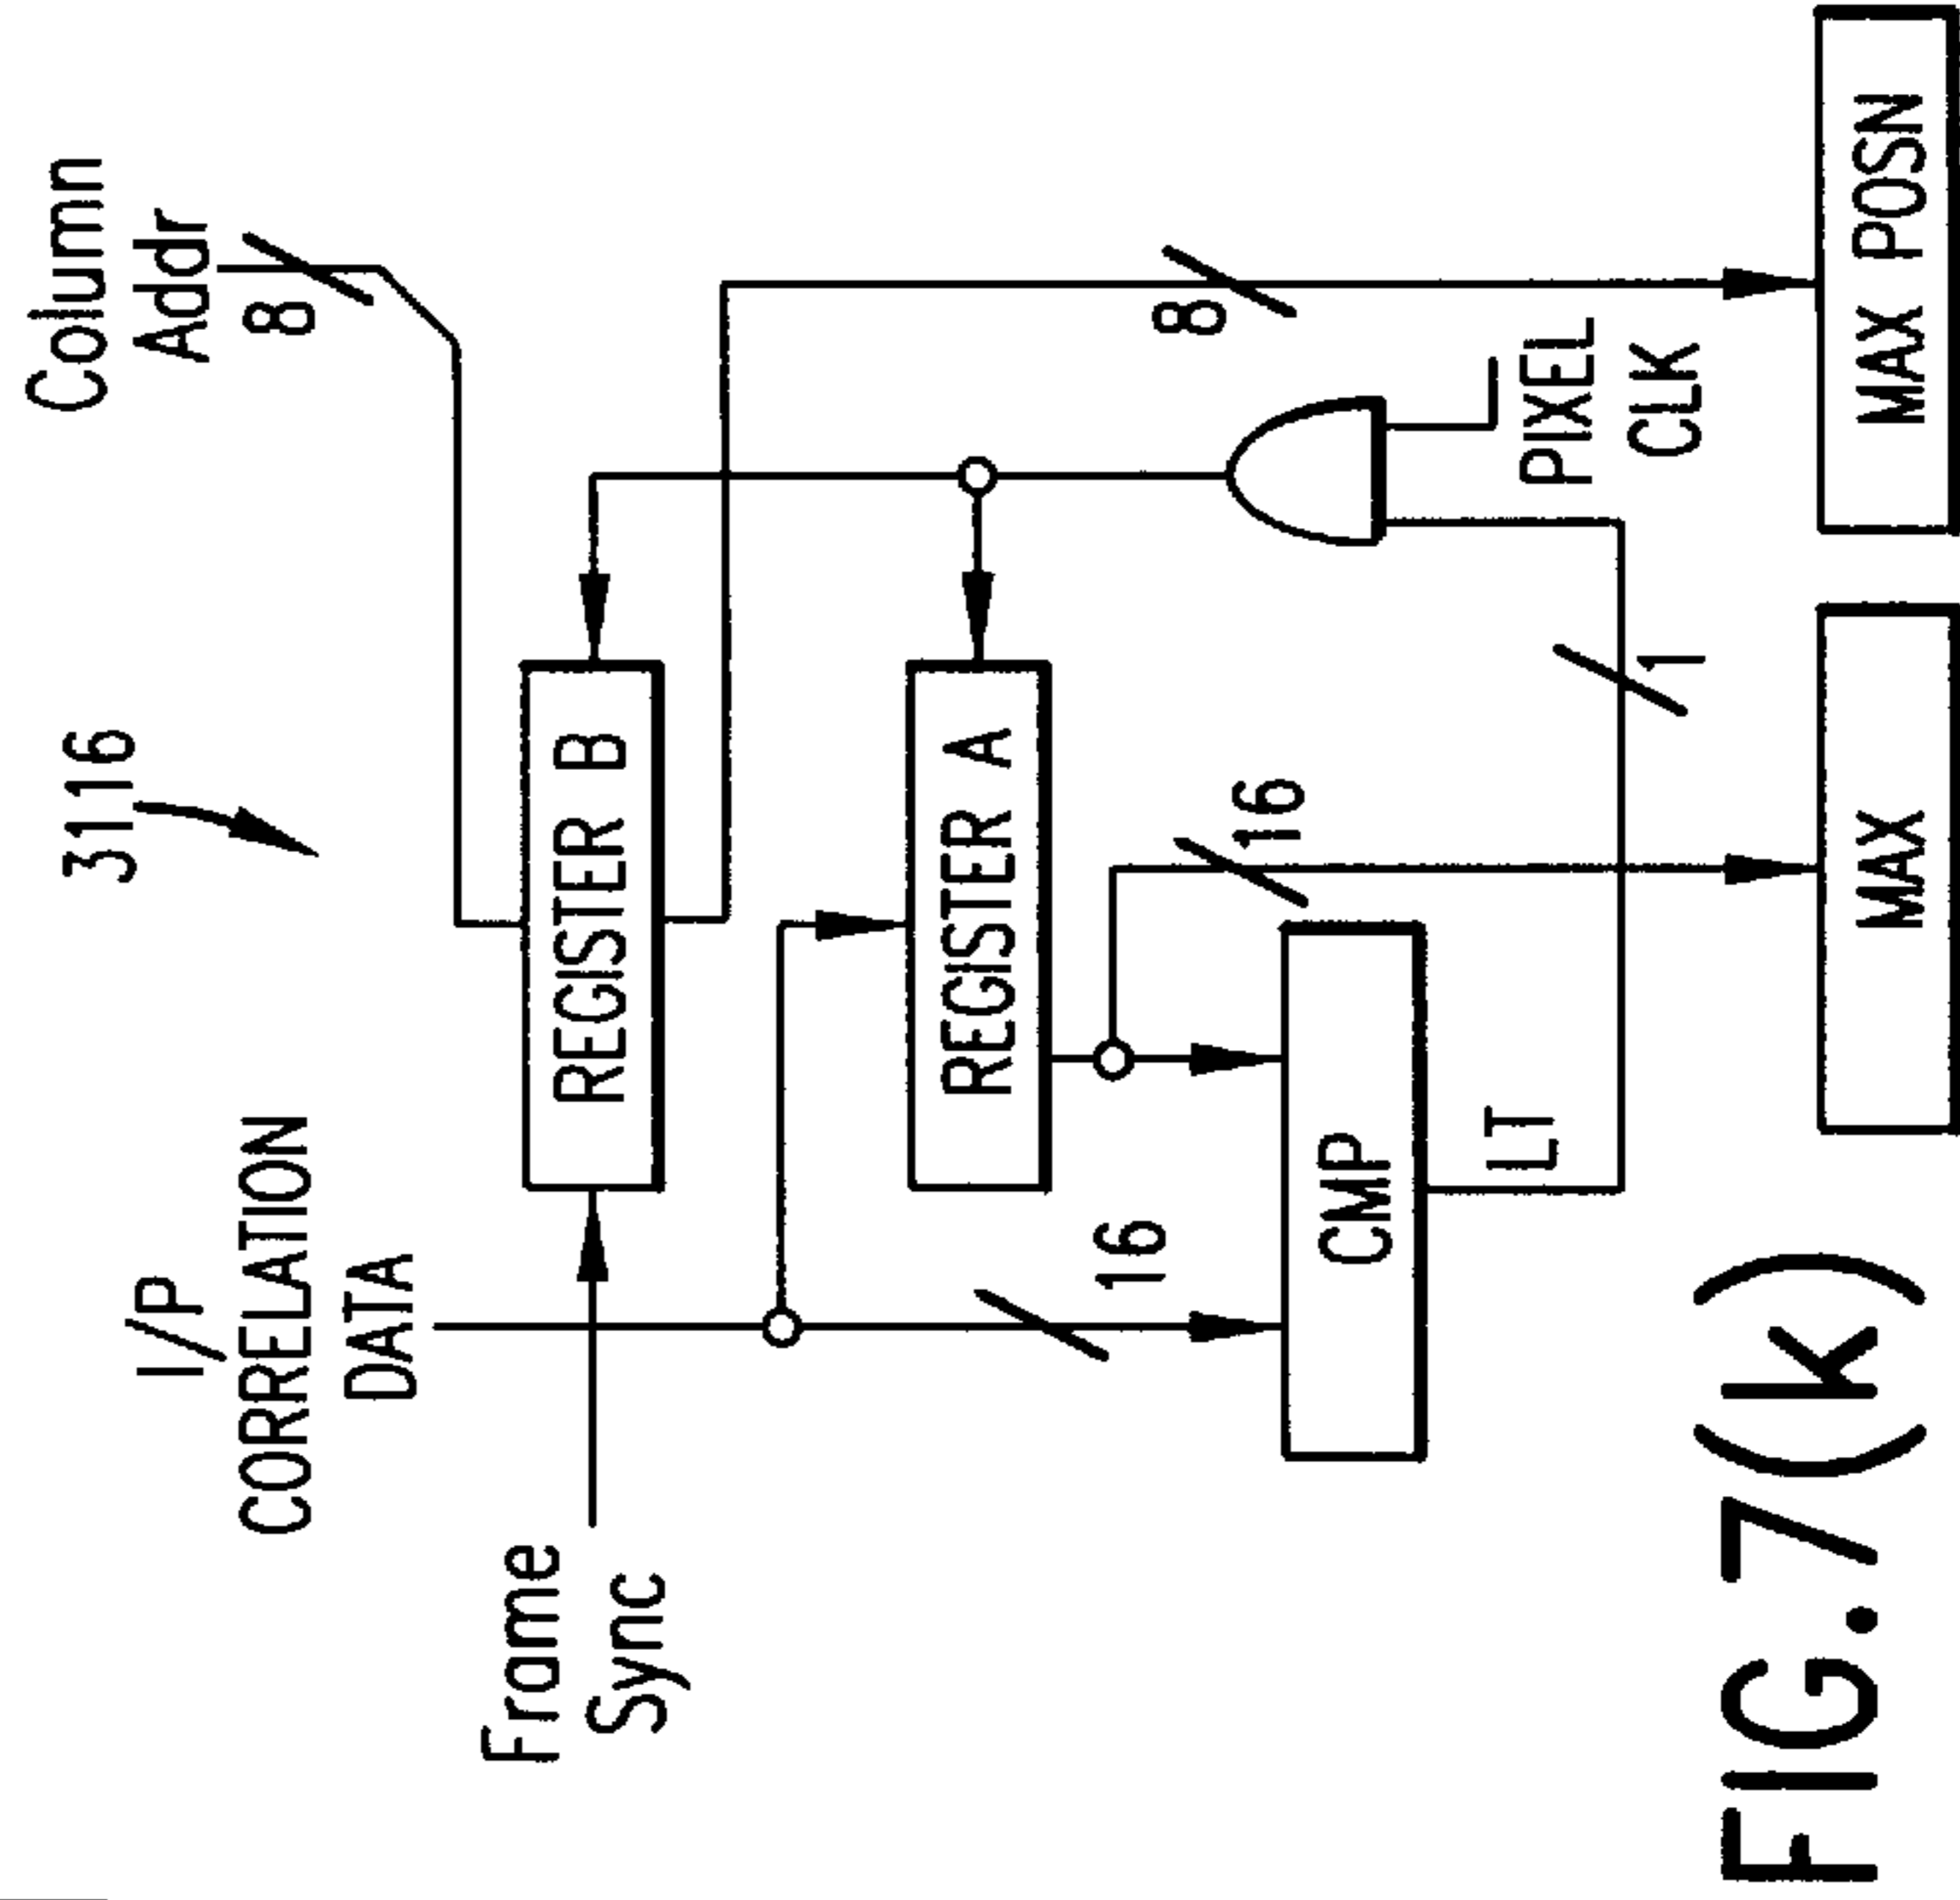 3116
Column
Addr
8
I/P
CORRELATION
DATA
Frame
Sync
REGISTER B
REGISTER A
16
8
16
CMP
PIXEL
CLK
LT
1
MAX
MAX POSN
FIG.7(k)